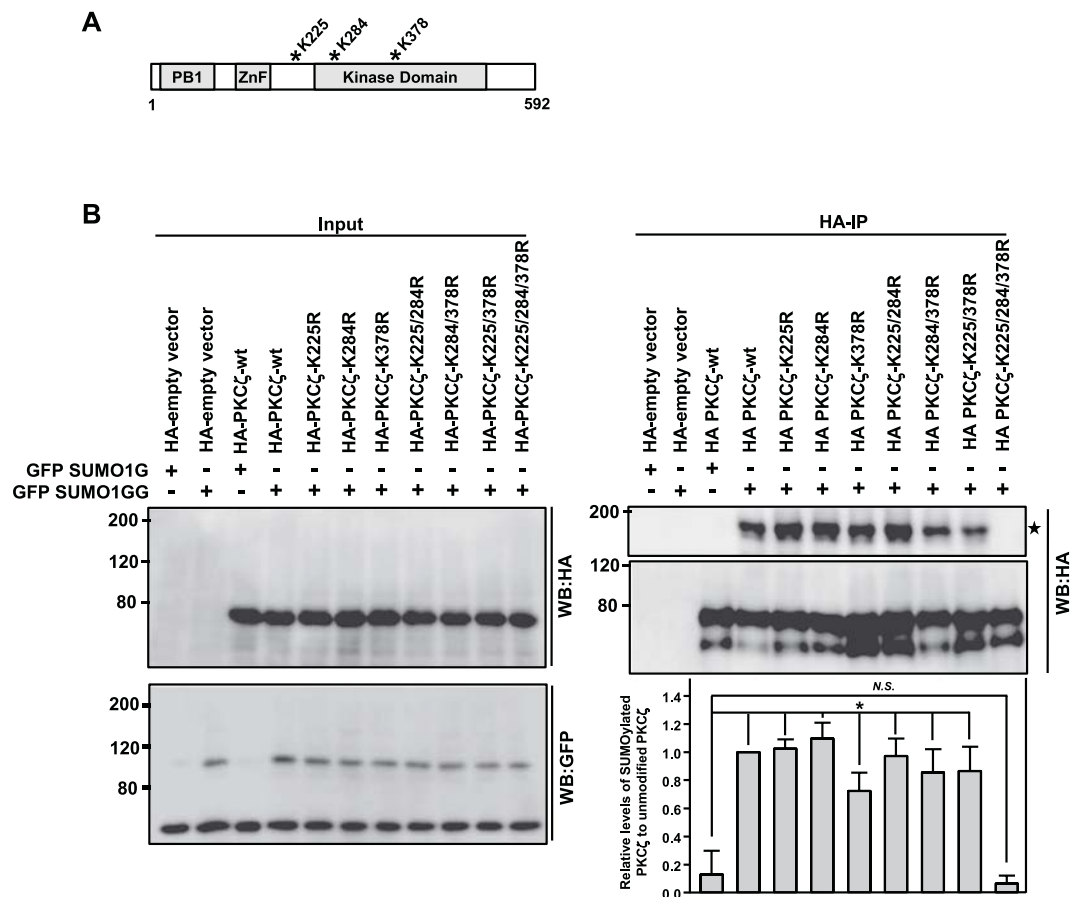 A
*K225
*K284
*K378
PB1
ZnF
Kinase Domain
1
592
B
Input
HA-empty vector
HA-empty vector
HA-PKCζ-wt
HA-PKCζ-wt
HA-PKCζ-K225R
HA-PKCζ-K284R
HA-PKCζ-K378R
HA-PKCζ-K225/284R
HA-PKCζ-K284/378R
HA-PKCζ-K225/378R
HA-PKCζ-K225/284/378R
GFP SUMO1G + - + - - - - - - - -
GFP SUMO1GG - + - + + + + + + + +
200
120
80
WB:HA
200
120
80
WB:GFP
HA-IP
HA-empty vector
HA-empty vector
HA PKCζ-wt
HA PKCζ-wt
HA PKCζ-K225R
HA PKCζ-K284R
HA PKCζ-K378R
HA PKCζ-K225/284R
HA PKCζ-K284/378R
HA PKCζ-K225/378R
HA PKCζ-K225/284/378R
+ - + - - - - - - - -
- + - + + + + + + + +
200
★
120
80
WB:HA
Relative levels of SUMOylated
PKCζ to unmodified PKCζ
1.4
1.2
1.0
0.8
0.6
0.4
0.2
0.0
N.S.
*